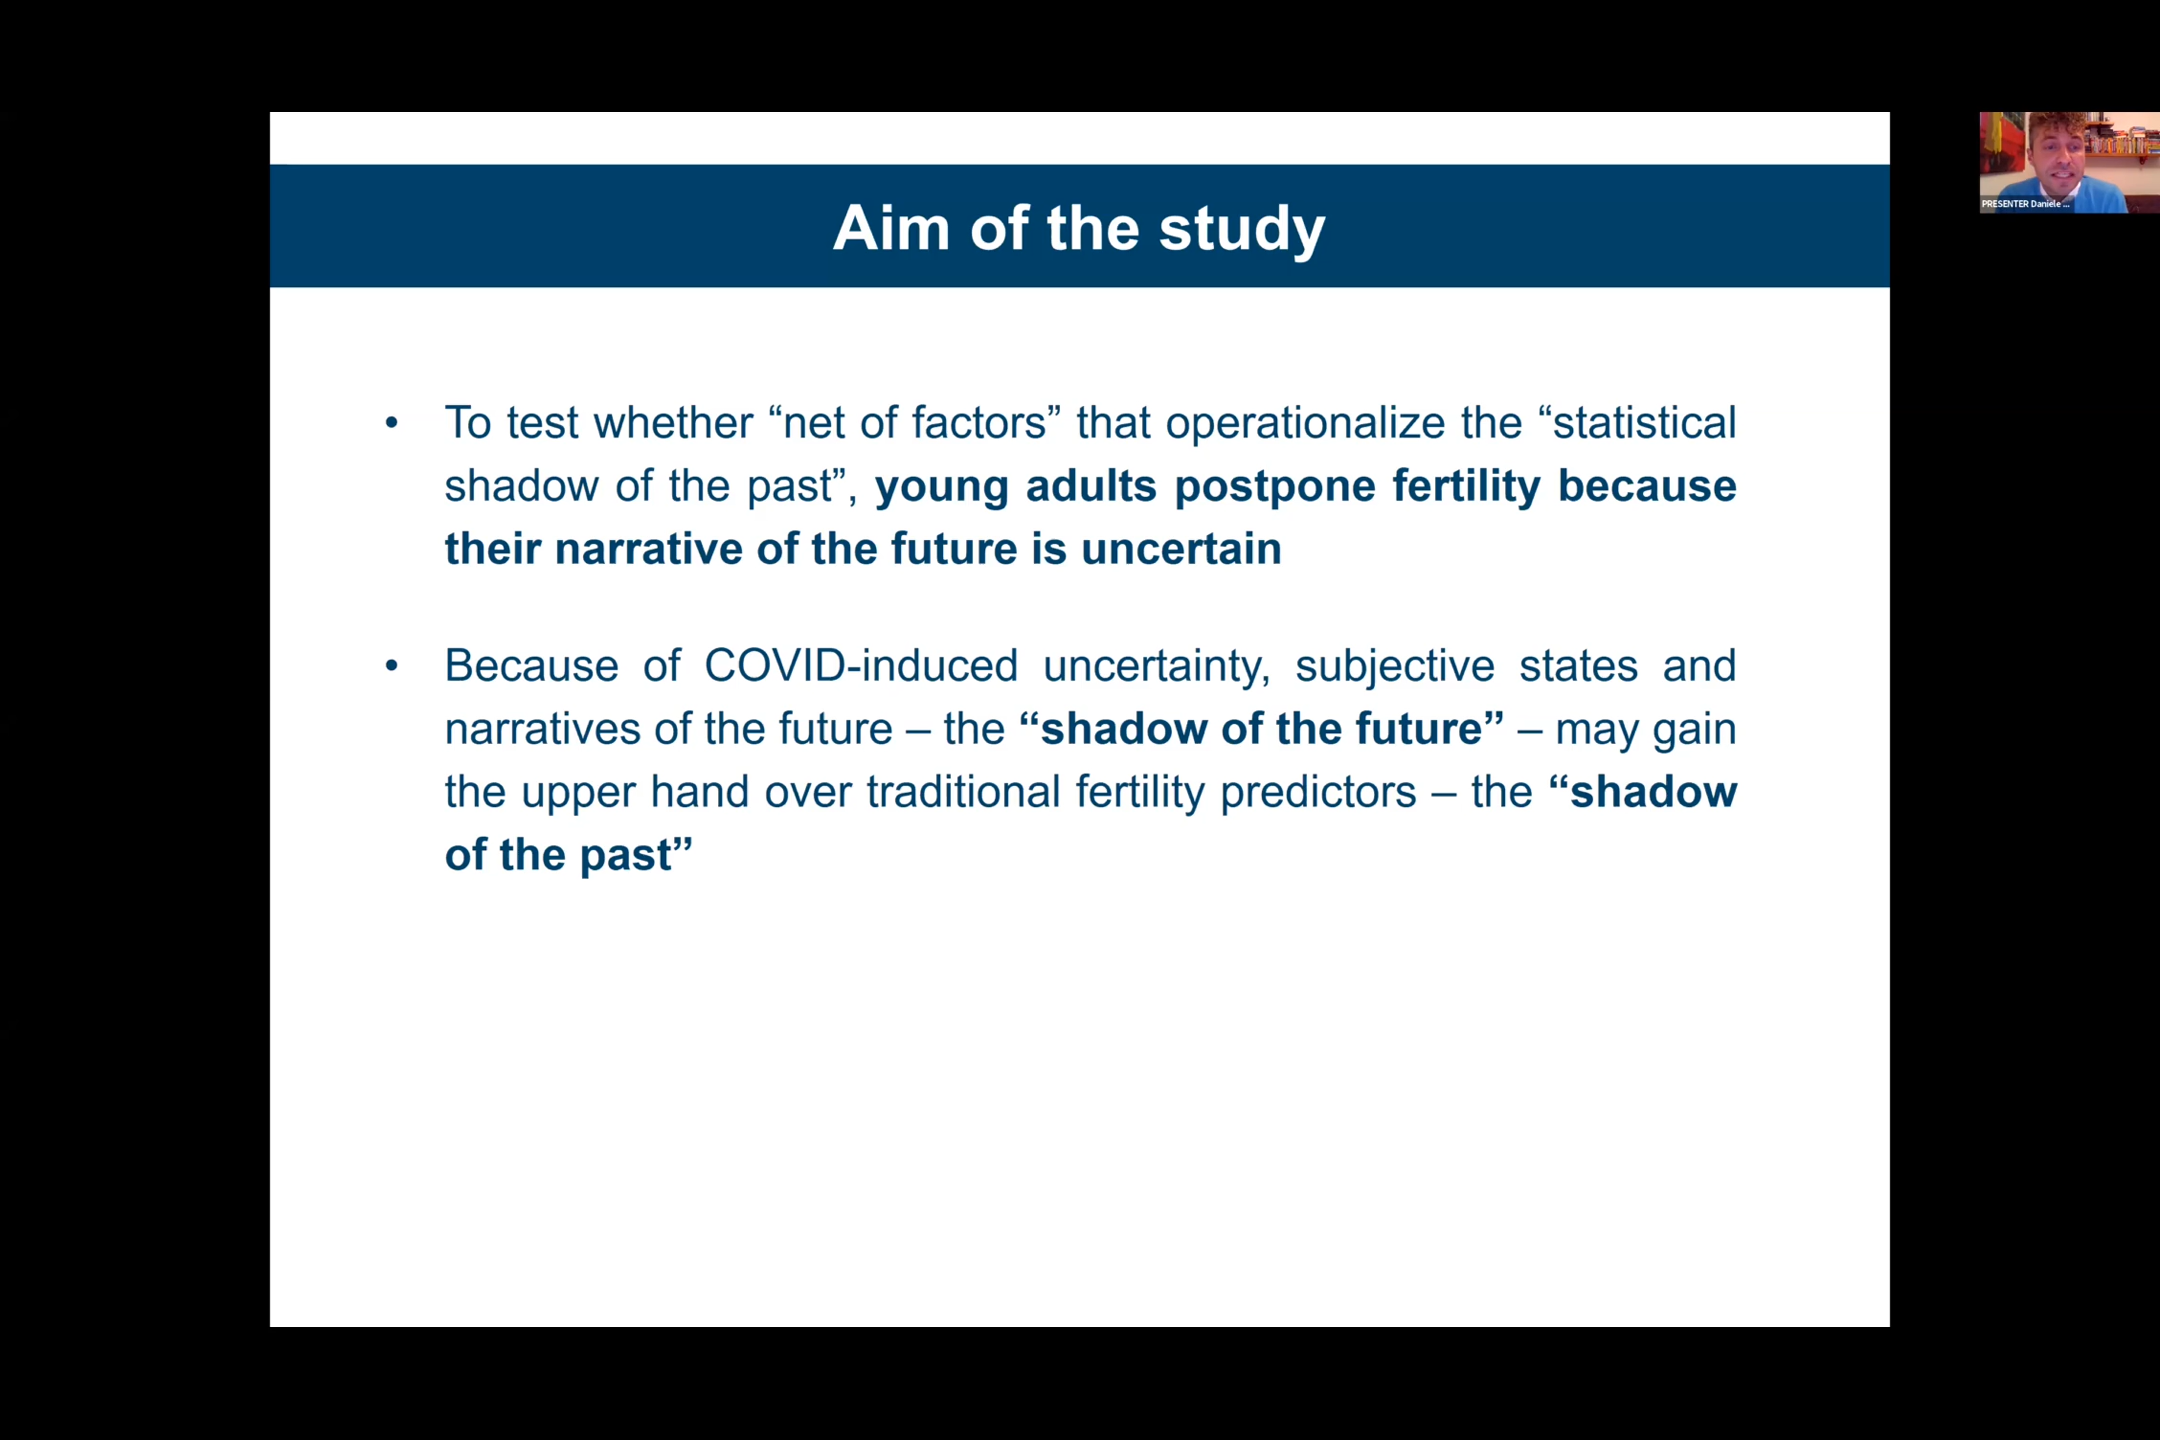 Aim of the study
• To test whether “net of factors” that operationalize the “statistical
shadow of the past”, young adults postpone fertility because
their narrative of the future is uncertain
• Because of COVID-induced uncertainty, subjective states and
narratives of the future – the “shadow of the future” – may gain
the upper hand over traditional fertility predictors – the “shadow
of the past”
PRESENTER Daniele ...